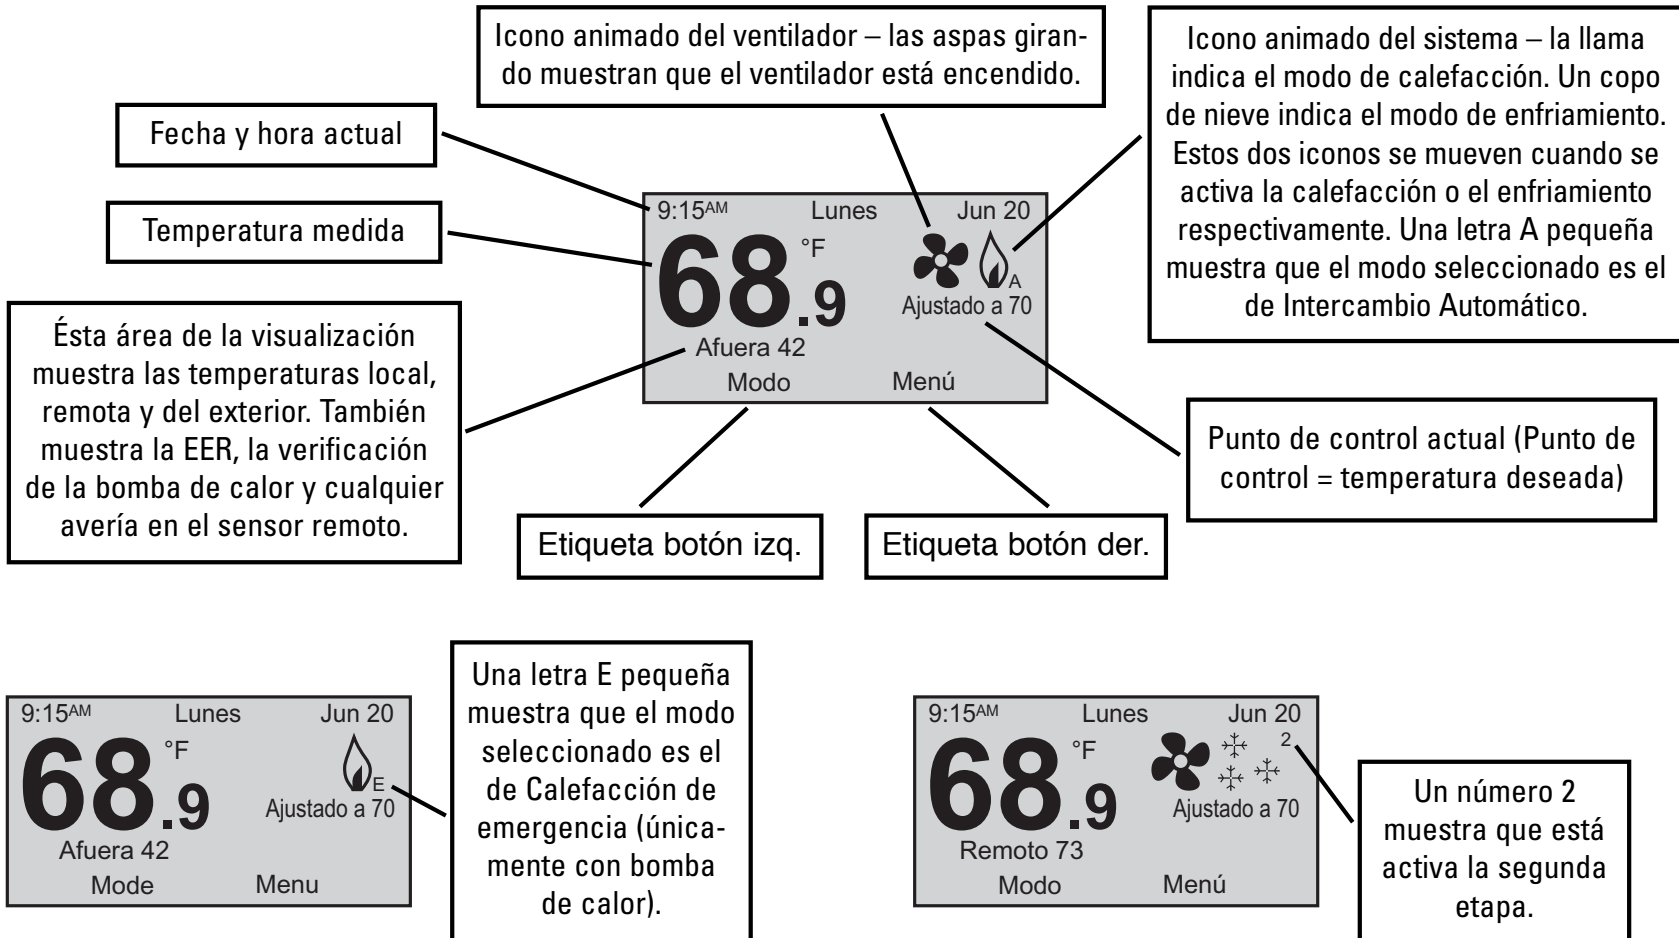 Icono animado del ventilador – las aspas giran-
do muestran que el ventilador está encendido.
Icono animado del sistema – la llama
indica el modo de calefacción. Un copo
de nieve indica el modo de enfriamiento.
Estos dos iconos se mueven cuando se
activa la calefacción o el enfriamiento
respectivamente. Una letra A pequeña
muestra que el modo seleccionado es el
de Intercambio Automático.
Fecha y hora actual
Temperatura medida
Ésta área de la visualización
muestra las temperaturas local,
remota y del exterior. También
muestra la EER, la verificación
de la bomba de calor y cualquier
avería en el sensor remoto.
9:15AM Lunes Jun 20
68.9 °F
A
Ajustado a 70
Afuera 42
Modo Menú
Punto de control actual (Punto de
control = temperatura deseada)
Etiqueta botón izq.
Etiqueta botón der.
9:15AM Lunes Jun 20
68.9 °F
E
Ajustado a 70
Afuera 42
Mode Menu
Una letra E pequeña
muestra que el modo
seleccionado es el
de Calefacción de
emergencia (única-
mente con bomba
de calor).
9:15AM Lunes Jun 20
68.9 °F
2
Ajustado a 70
Remoto 73
Modo Menú
Un número 2
muestra que está
activa la segunda
etapa.